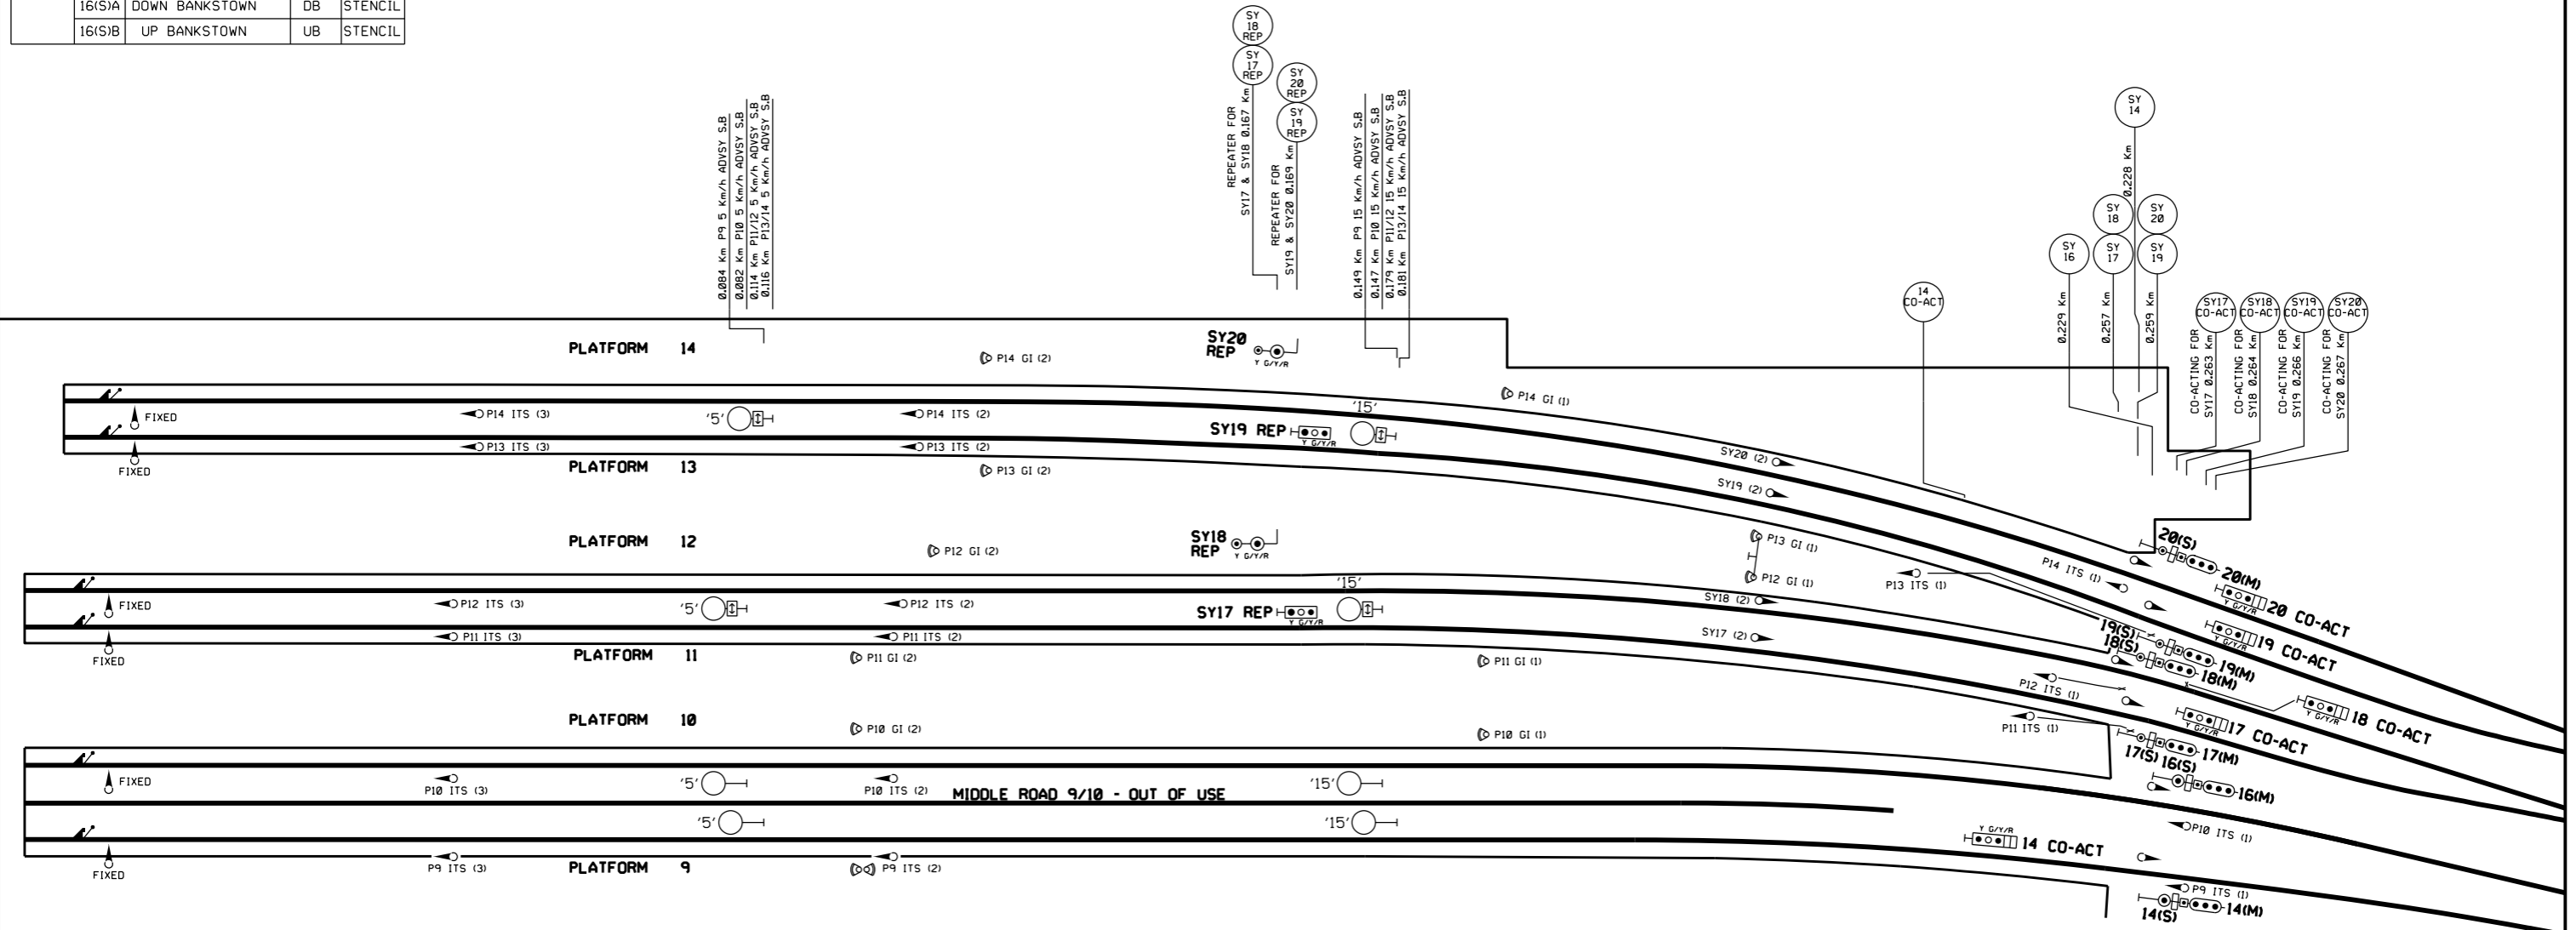 16(S)A DOWN BANKSTOWN DB STENCIL
16(S)B UP BANKSTOWN UB STENCIL
SY 18 REP
SY 17 REP
SY 20 REP
SY 19 REP
REPEATER FOR
SY17 & SY18 0.167 Km
REPEATER FOR
SY19 & SY20 0.169 Km
0.084 Km P9 5 Km/h ADVSY S.B
0.082 Km P10 5 Km/h ADVSY S.B
0.114 Km P11/12 5 Km/h ADVSY S.B
0.116 Km P13/14 5 Km/h ADVSY S.B
0.149 Km P9 15 Km/h ADVSY S.B
0.147 Km P10 15 Km/h ADVSY S.B
0.179 Km P11/12 15 Km/h ADVSY S.B
0.181 Km P13/14 15 Km/h ADVSY S.B
SY 14
0.228 Km
SY 18
SY 20
SY 16
SY 17
SY 19
0.229 Km
0.257 Km
0.259 Km
14 CO-ACT
SY17 CO-ACT
SY18 CO-ACT
SY19 CO-ACT
SY20 CO-ACT
CO-ACTING FOR
SY17 0.263 Km
CO-ACTING FOR
SY18 0.264 Km
CO-ACTING FOR
SY19 0.266 Km
CO-ACTING FOR
SY20 0.267 Km
PLATFORM 14
P14 GI (2)
SY20 REP
Y G/Y/R
P14 GI (1)
FIXED
P14 ITS (3)
'5'
P14 ITS (2)
'15'
SY19 REP
Y G/Y/R
FIXED
P13 ITS (3)
P13 ITS (2)
PLATFORM 13
P13 GI (2)
SY20 (2)
SY19 (2)
PLATFORM 12
P12 GI (2)
SY18 REP
Y G/Y/R
P13 GI (1)
P12 GI (1)
P13 ITS (1)
P14 ITS (1)
20(S)
20(M)
Y G/Y/R
20 CO-ACT
FIXED
P12 ITS (3)
'5'
P12 ITS (2)
'15'
SY17 REP
Y G/Y/R
SY18 (2)
19(S)
18(S)
Y G/Y/R
19 CO-ACT
19(M)
18(M)
FIXED
P11 ITS (3)
P11 ITS (2)
SY17 (2)
PLATFORM 11
P11 GI (2)
P11 GI (1)
P12 ITS (1)
Y G/Y/R
18 CO-ACT
PLATFORM 10
P10 GI (2)
P10 GI (1)
P11 ITS (1)
Y G/Y/R
17 CO-ACT
17(S)
17(M)
16(S)
16(M)
FIXED
P10 ITS (3)
'5'
P10 ITS (2)
'15'
MIDDLE ROAD 9/10 - OUT OF USE
'5'
'15'
P10 ITS (1)
Y G/Y/R
14 CO-ACT
FIXED
P9 ITS (3)
PLATFORM 9
P9 ITS (2)
P9 ITS (1)
14(S)
14(M)